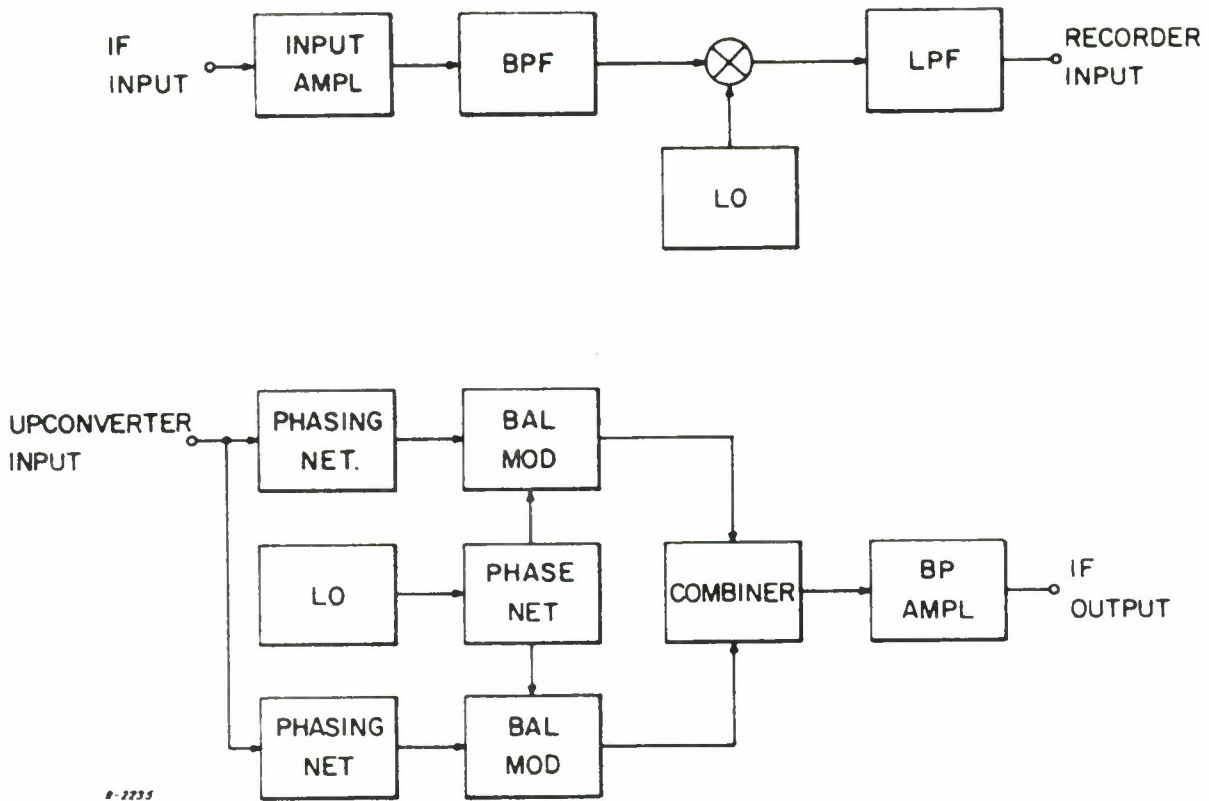 IF
INPUT
INPUT
AMPL
BPF
LPF
RECORDER
INPUT
LO
UPCONVERTER
INPUT
PHASING
NET.
BAL
MOD
LO
PHASE
NET
COMBINER
BP
AMPL
IF
OUTPUT
PHASING
NET
BAL
MOD
R-2235